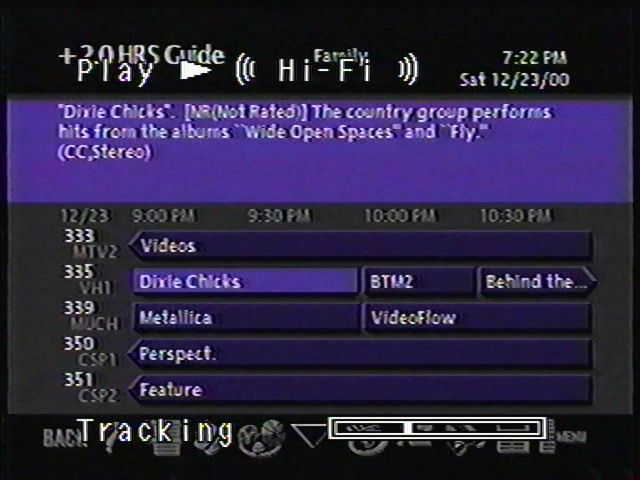 +2.0 HRS Guide Family 7:22 PM
Play Hi-Fi
Sat 12/23/00
"Dixie Chicks". [NR(Not Rated)] The country group performs
hits from the albums ``Wide Open Spaces'' and ``Fly.''
(CC,Stereo)
12/23 9:00 PM 9:30 PM 10:00 PM 10:30 PM
333 MTV2 Videos
335 VH1 Dixie Chicks BTM2 Behind the...
339 MUCH Metallica VideoFlow
350 CSP1 Perspect.
351 CSP2 Feature
BACK Tracking MENU